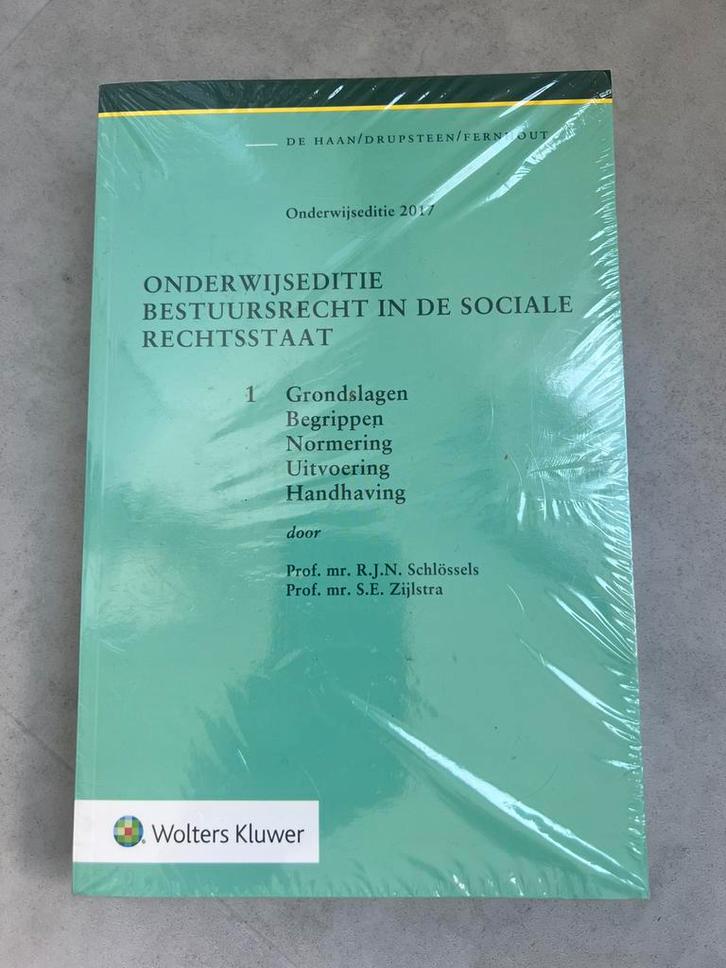 DE HAAN/DRUPSTEEN/FERNHOUT
Onderwijseditie 2017
ONDERWIJSEDITIE
BESTUURSRECHT IN DE SOCIALE
RECHTSSTAAT
1 Grondslagen
Begrippen
Normering
Uitvoering
Handhaving
door
Prof. mr. R.J.N. Schlössels
Prof. mr. S.E. Zijlstra
Wolters Kluwer